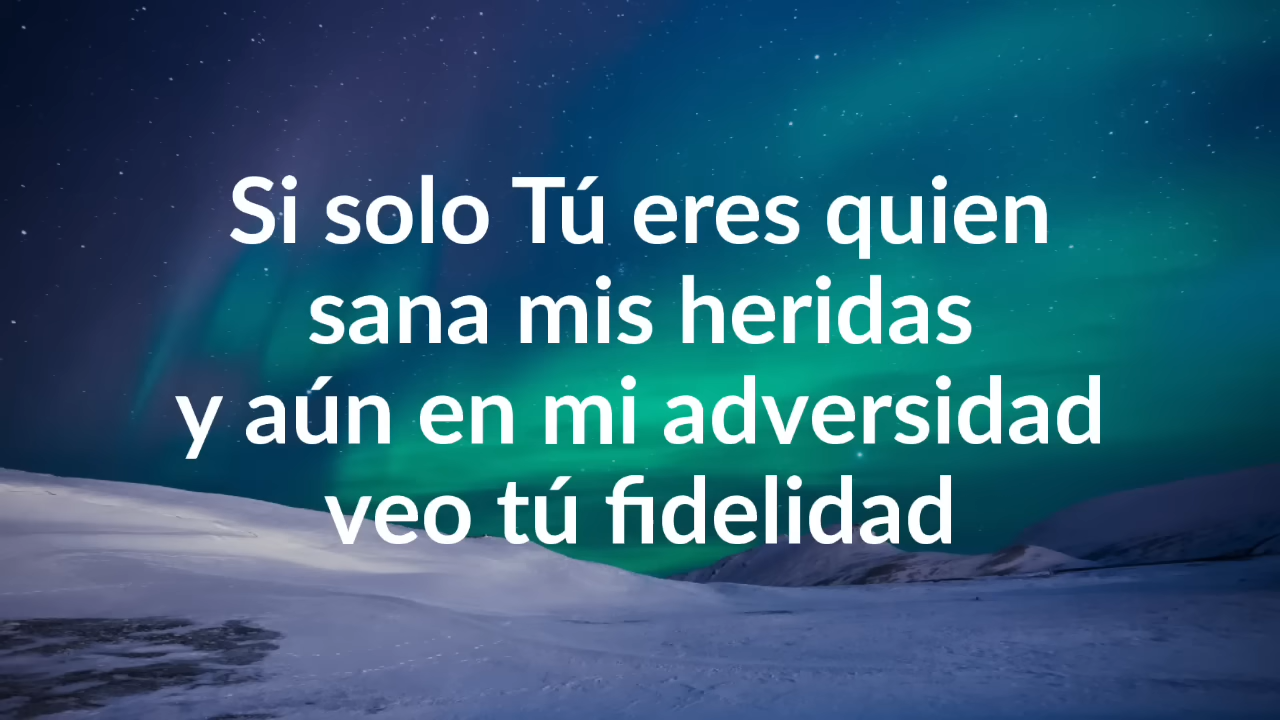 Si solo Tú eres quien
sana mis heridas
y aún en mi adversidad
veo tú fidelidad